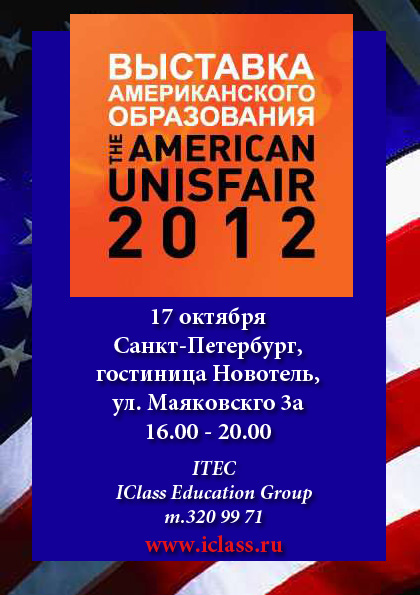 ВЫСТАВКА
АМЕРИКАНСКОГО
ОБРАЗОВАНИЯ
THE AMERICAN
UNISFAIR
2012
17 октября
Санкт-Петербург,
гостиница Новотель,
ул. Маяковскго 3а
16.00 - 20.00
ITEC
IClass Education Group
т.320 99 71
www.iclass.ru